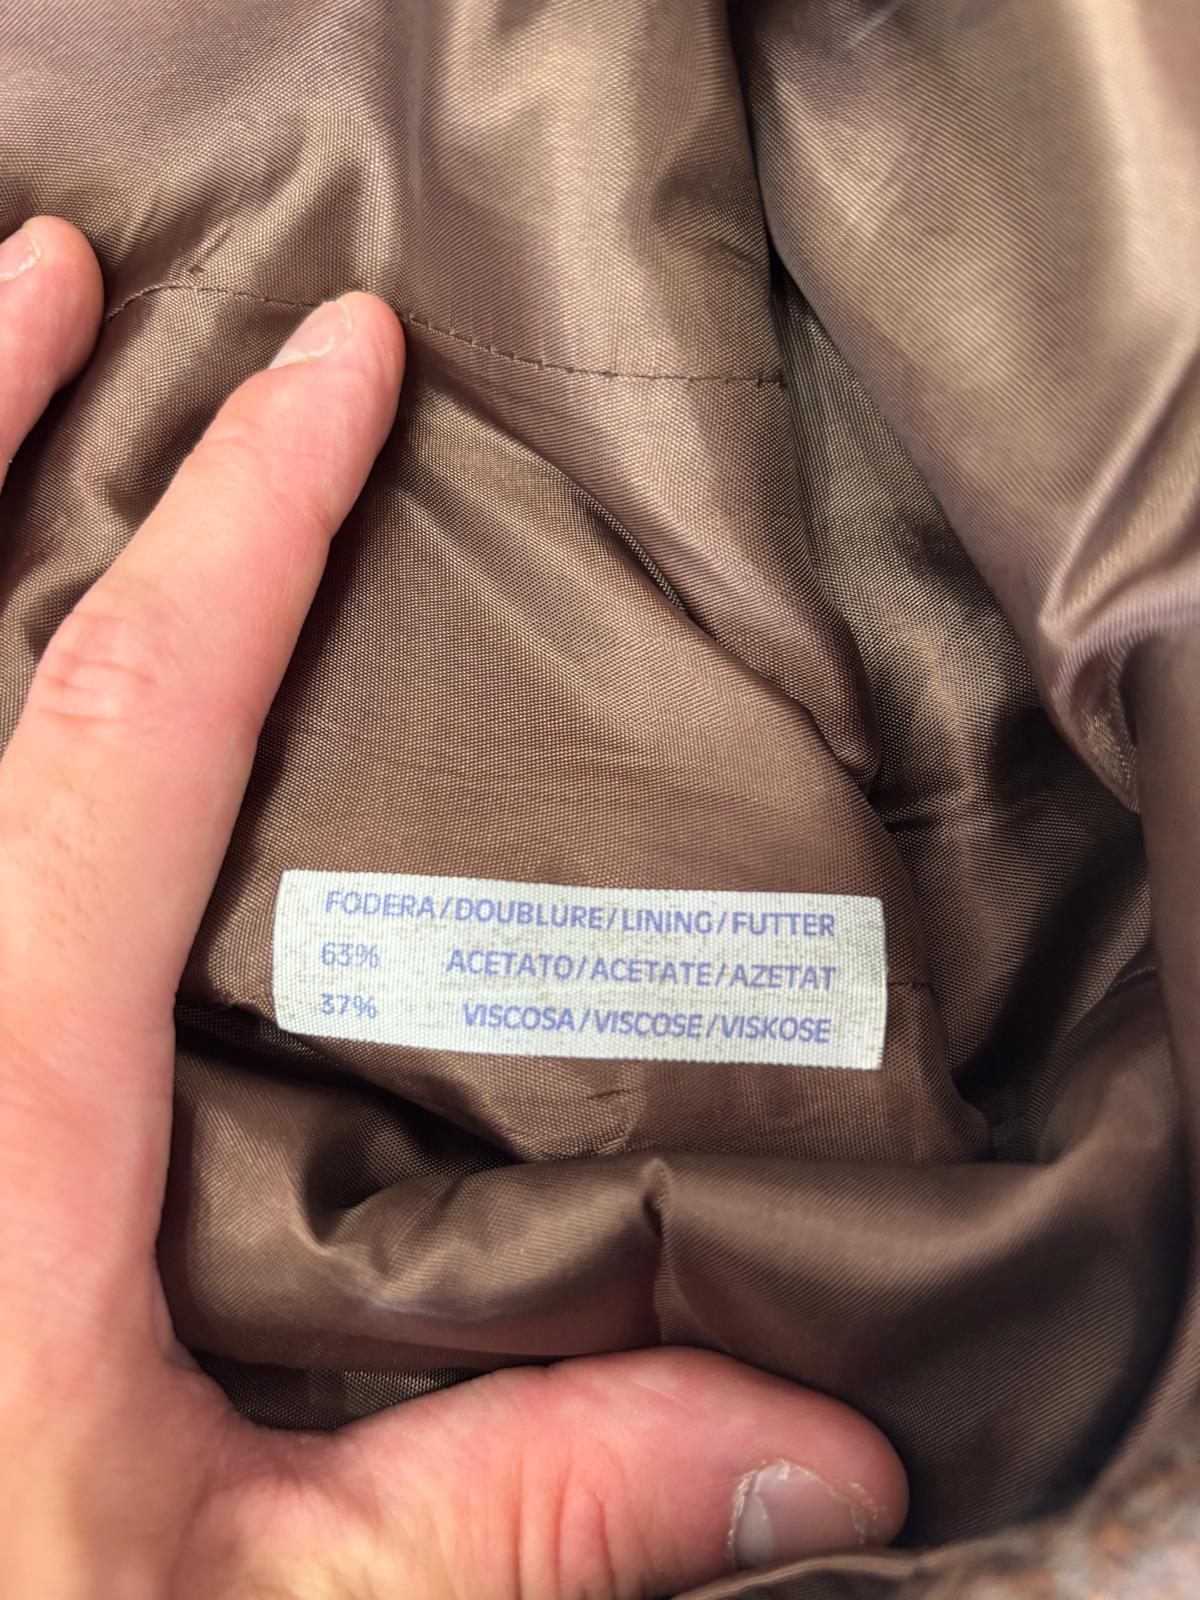 FODERA/DOUBLURE/LINING/FUTTER
63% ACETATO/ACETATE/AZETAT
37% VISCOSA/VISCOSE/VISKOSE